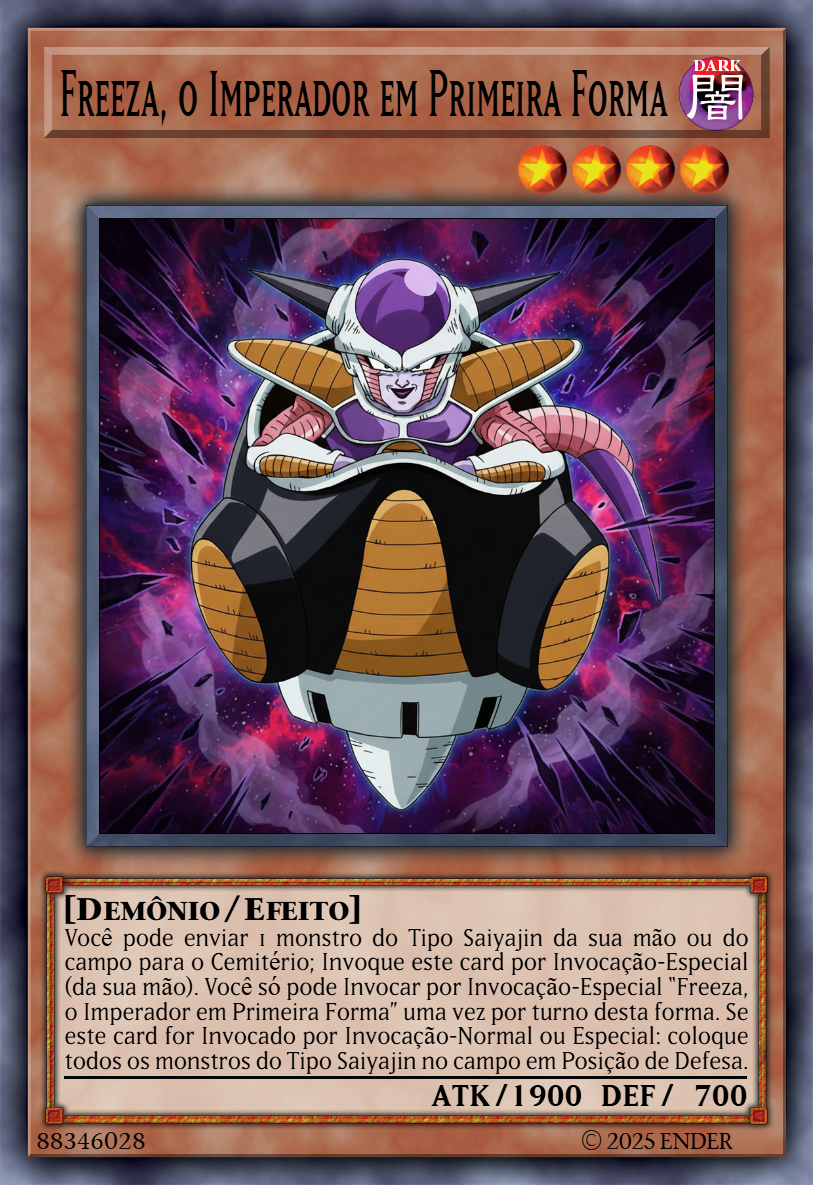 Freeza, o Imperador em Primeira Forma
DARK
闇
[Demônio/Efeito]
Você pode enviar 1 monstro do Tipo Saiyajin da sua mão ou do
campo para o Cemitério; Invoque este card por Invocação-Especial
(da sua mão). Você só pode Invocar por Invocação-Especial "Freeza,
o Imperador em Primeira Forma" uma vez por turno desta forma. Se
este card for Invocado por Invocação-Normal ou Especial: coloque
todos os monstros do Tipo Saiyajin no campo em Posição de Defesa.
ATK/1900 DEF/ 700
88346028
© 2025 ENDER